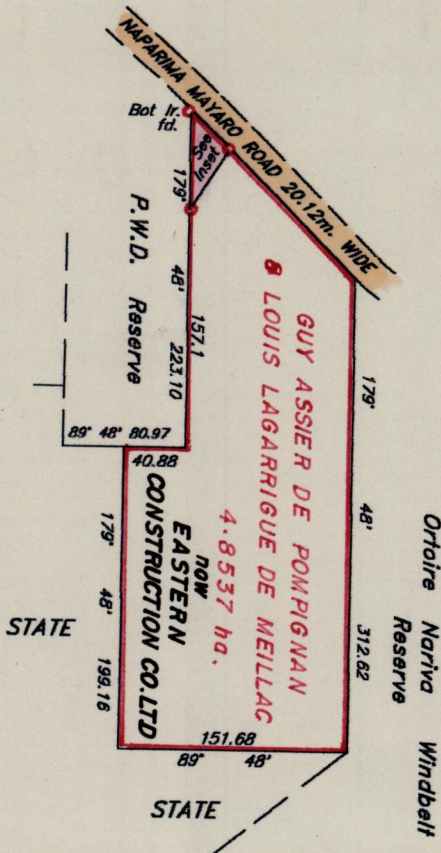 NAPARIMA MAYARO ROAD 20.12m. WIDE
Bot Ir.
fd.
See
Inset
179° 48' 223.10
157.1
P.W.D. Reserve
89° 48' 80.97
40.88
179° 48' 312.62
Ortoire Nariva Windbelt
Reserve
GUY ASSIER DE POMPIGNAN
& LOUIS LAGARRIGUE DE MEILLAC
4.8537 ha.
now
EASTERN
CONSTRUCTION CO.LTD
179° 48' 199.16
151.68
89° 48'
STATE
STATE